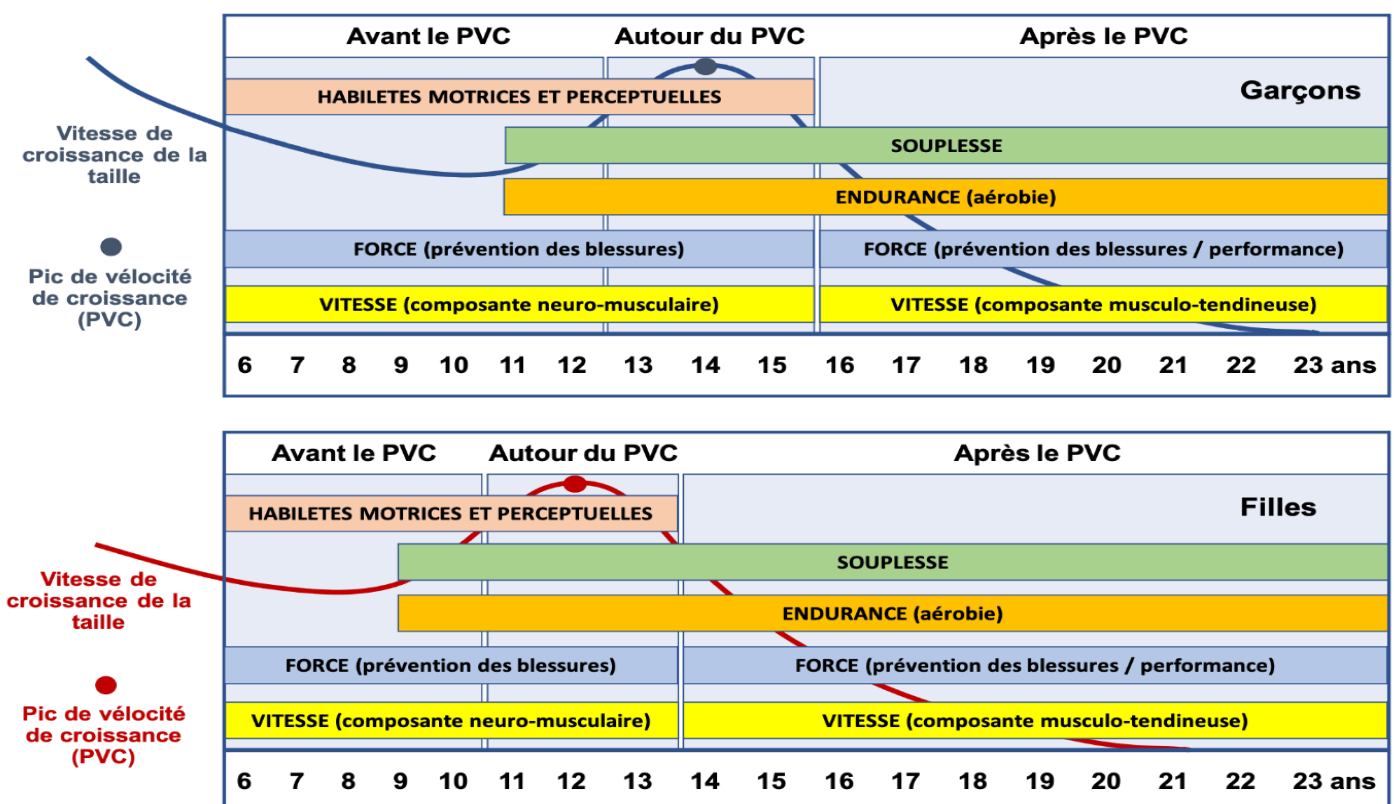 Avant le PVC Autour du PVC Après le PVC
HABILETES MOTRICES ET PERCEPTUELLES
Garçons
Vitesse de
croissance de la
taille
SOUPLESSE
ENDURANCE (aérobie)
FORCE (prévention des blessures) FORCE (prévention des blessures / performance)
Pic de vélocité
de croissance
(PVC)
VITESSE (composante neuro-musculaire) VITESSE (composante musculo-tendineuse)
6 7 8 9 10 11 12 13 14 15 16 17 18 19 20 21 22 23 ans
Avant le PVC Autour du PVC Après le PVC
HABILETES MOTRICES ET PERCEPTUELLES
Filles
Vitesse de
croissance de la
taille
SOUPLESSE
ENDURANCE (aérobie)
FORCE (prévention des blessures) FORCE (prévention des blessures / performance)
Pic de vélocité
de croissance
(PVC)
VITESSE (composante neuro-musculaire) VITESSE (composante musculo-tendineuse)
6 7 8 9 10 11 12 13 14 15 16 17 18 19 20 21 22 23 ans